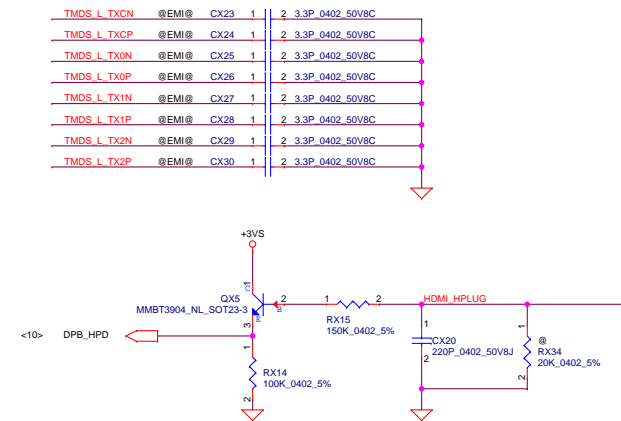 TMDS_L_TXCN @EMI@ CX23 1 2 3.3P_0402_50V8C
TMDS_L_TXCP @EMI@ CX24 1 2 3.3P_0402_50V8C
TMDS_L_TX0N @EMI@ CX25 1 2 3.3P_0402_50V8C
TMDS_L_TX0P @EMI@ CX26 1 2 3.3P_0402_50V8C
TMDS_L_TX1N @EMI@ CX27 1 2 3.3P_0402_50V8C
TMDS_L_TX1P @EMI@ CX28 1 2 3.3P_0402_50V8C
TMDS_L_TX2N @EMI@ CX29 1 2 3.3P_0402_50V8C
TMDS_L_TX2P @EMI@ CX30 1 2 3.3P_0402_50V8C
+3VS
1
C
QX5
MMBT3904_NL_SOT23-3
2
B
E
3
1 2
RX15
150K_0402_5%
HDMI_HPLUG
<10> DPB_HPD
1
RX14
100K_0402_5%
2
1
CX20
220P_0402_50V8J
2
1
@
RX34
20K_0402_5%
2